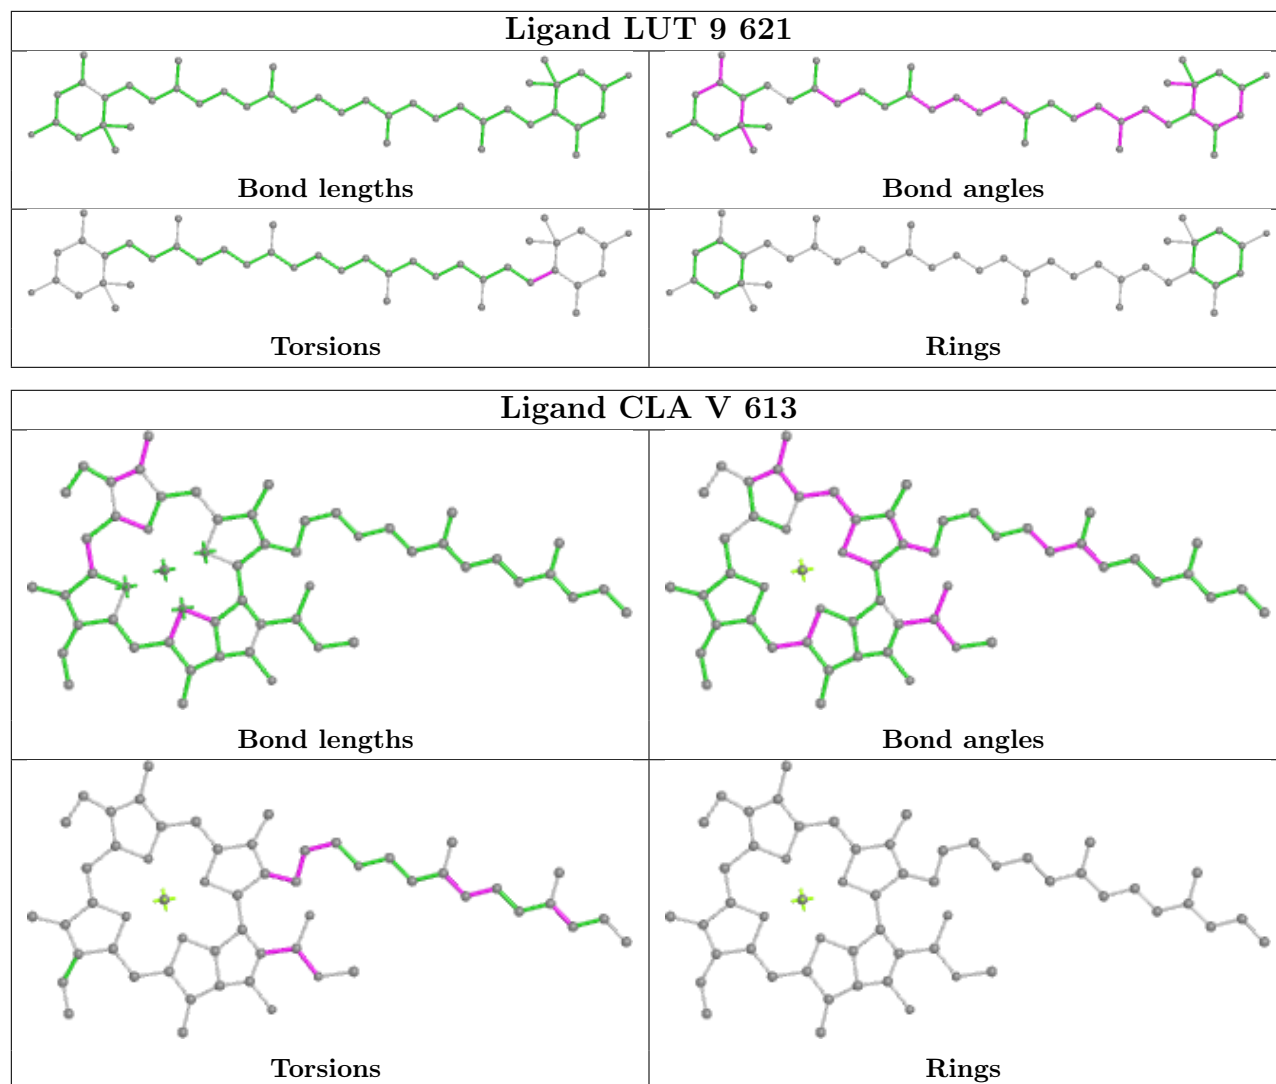 Ligand LUT 9 621
Bond lengths
Bond angles
Torsions
Rings
Ligand CLA V 613
Bond lengths
Bond angles
Torsions
Rings